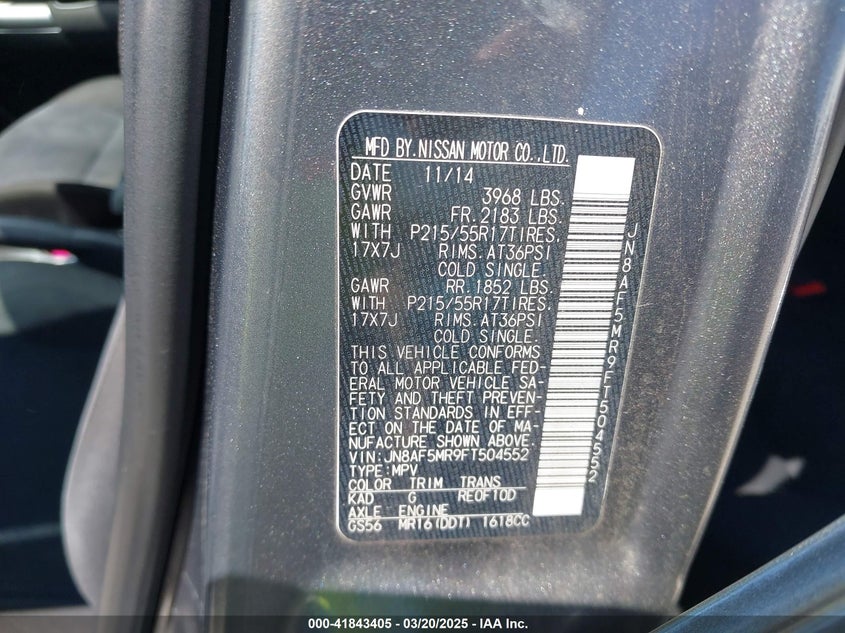 MFD BY.NISSAN MOTOR CO.,LTD.
DATE 11/14
GVWR 3968 LBS.
GAWR FR.2183 LBS.
WITH P215/55R17TIRES.
17X7J RIMS.AT36PSI
COLD SINGLE.
GAWR RR.1852 LBS.
WITH P215/55R17TIRES.
17X7J RIMS.AT36PSI
COLD SINGLE.
THIS VEHICLE CONFORMS
TO ALL APPLICABLE FED-
ERAL MOTOR VEHICLE SA-
FETY AND THEFT PREVEN-
TION STANDARDS IN EFF-
ECT ON THE DATE OF MA-
NUFACTURE SHOWN ABOVE.
VIN:JN8AF5MR9FT504552
TYPE:MPV
COLOR TRIM TRANS
KAD G REOFTOD
AXLE ENGINE
GS56 MR16(DDT) 1618CC
JN8AF5MR9FT504552
000-41843405 - 03/20/2025 - IAA Inc.